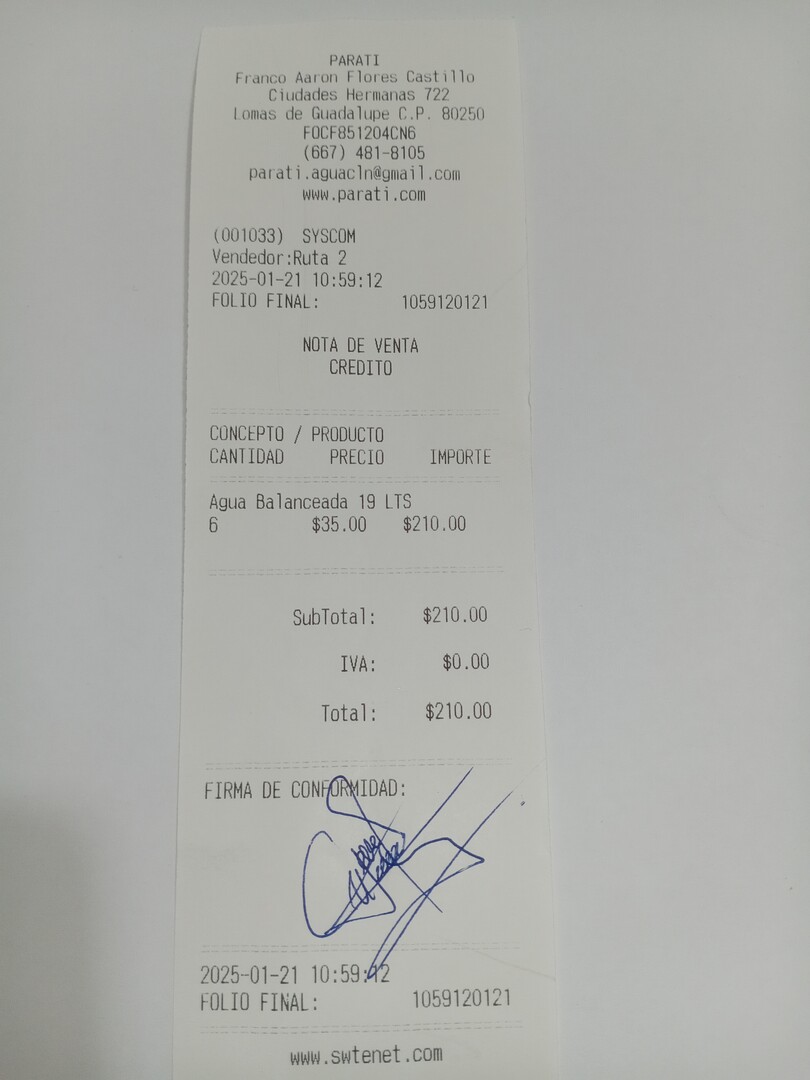 PARATI
Franco Aaron Flores Castillo
Ciudades Hermanas 722
Lomas de Guadalupe C.P. 80250
FOCF851204CN6
(667) 481-8105
parati.aguacln@gmail.com
www.parati.com
(001033) SYSCOM
Vendedor:Ruta 2
2025-01-21 10:59:12
FOLIO FINAL: 1059120121
NOTA DE VENTA
CREDITO
CONCEPTO / PRODUCTO
CANTIDAD PRECIO IMPORTE
Agua Balanceada 19 LTS
6 $35.00 $210.00
SubTotal: $210.00
IVA: $0.00
Total: $210.00
FIRMA DE CONFORMIDAD:
2025-01-21 10:59:12
FOLIO FINAL: 1059120121
www.swtenet.com